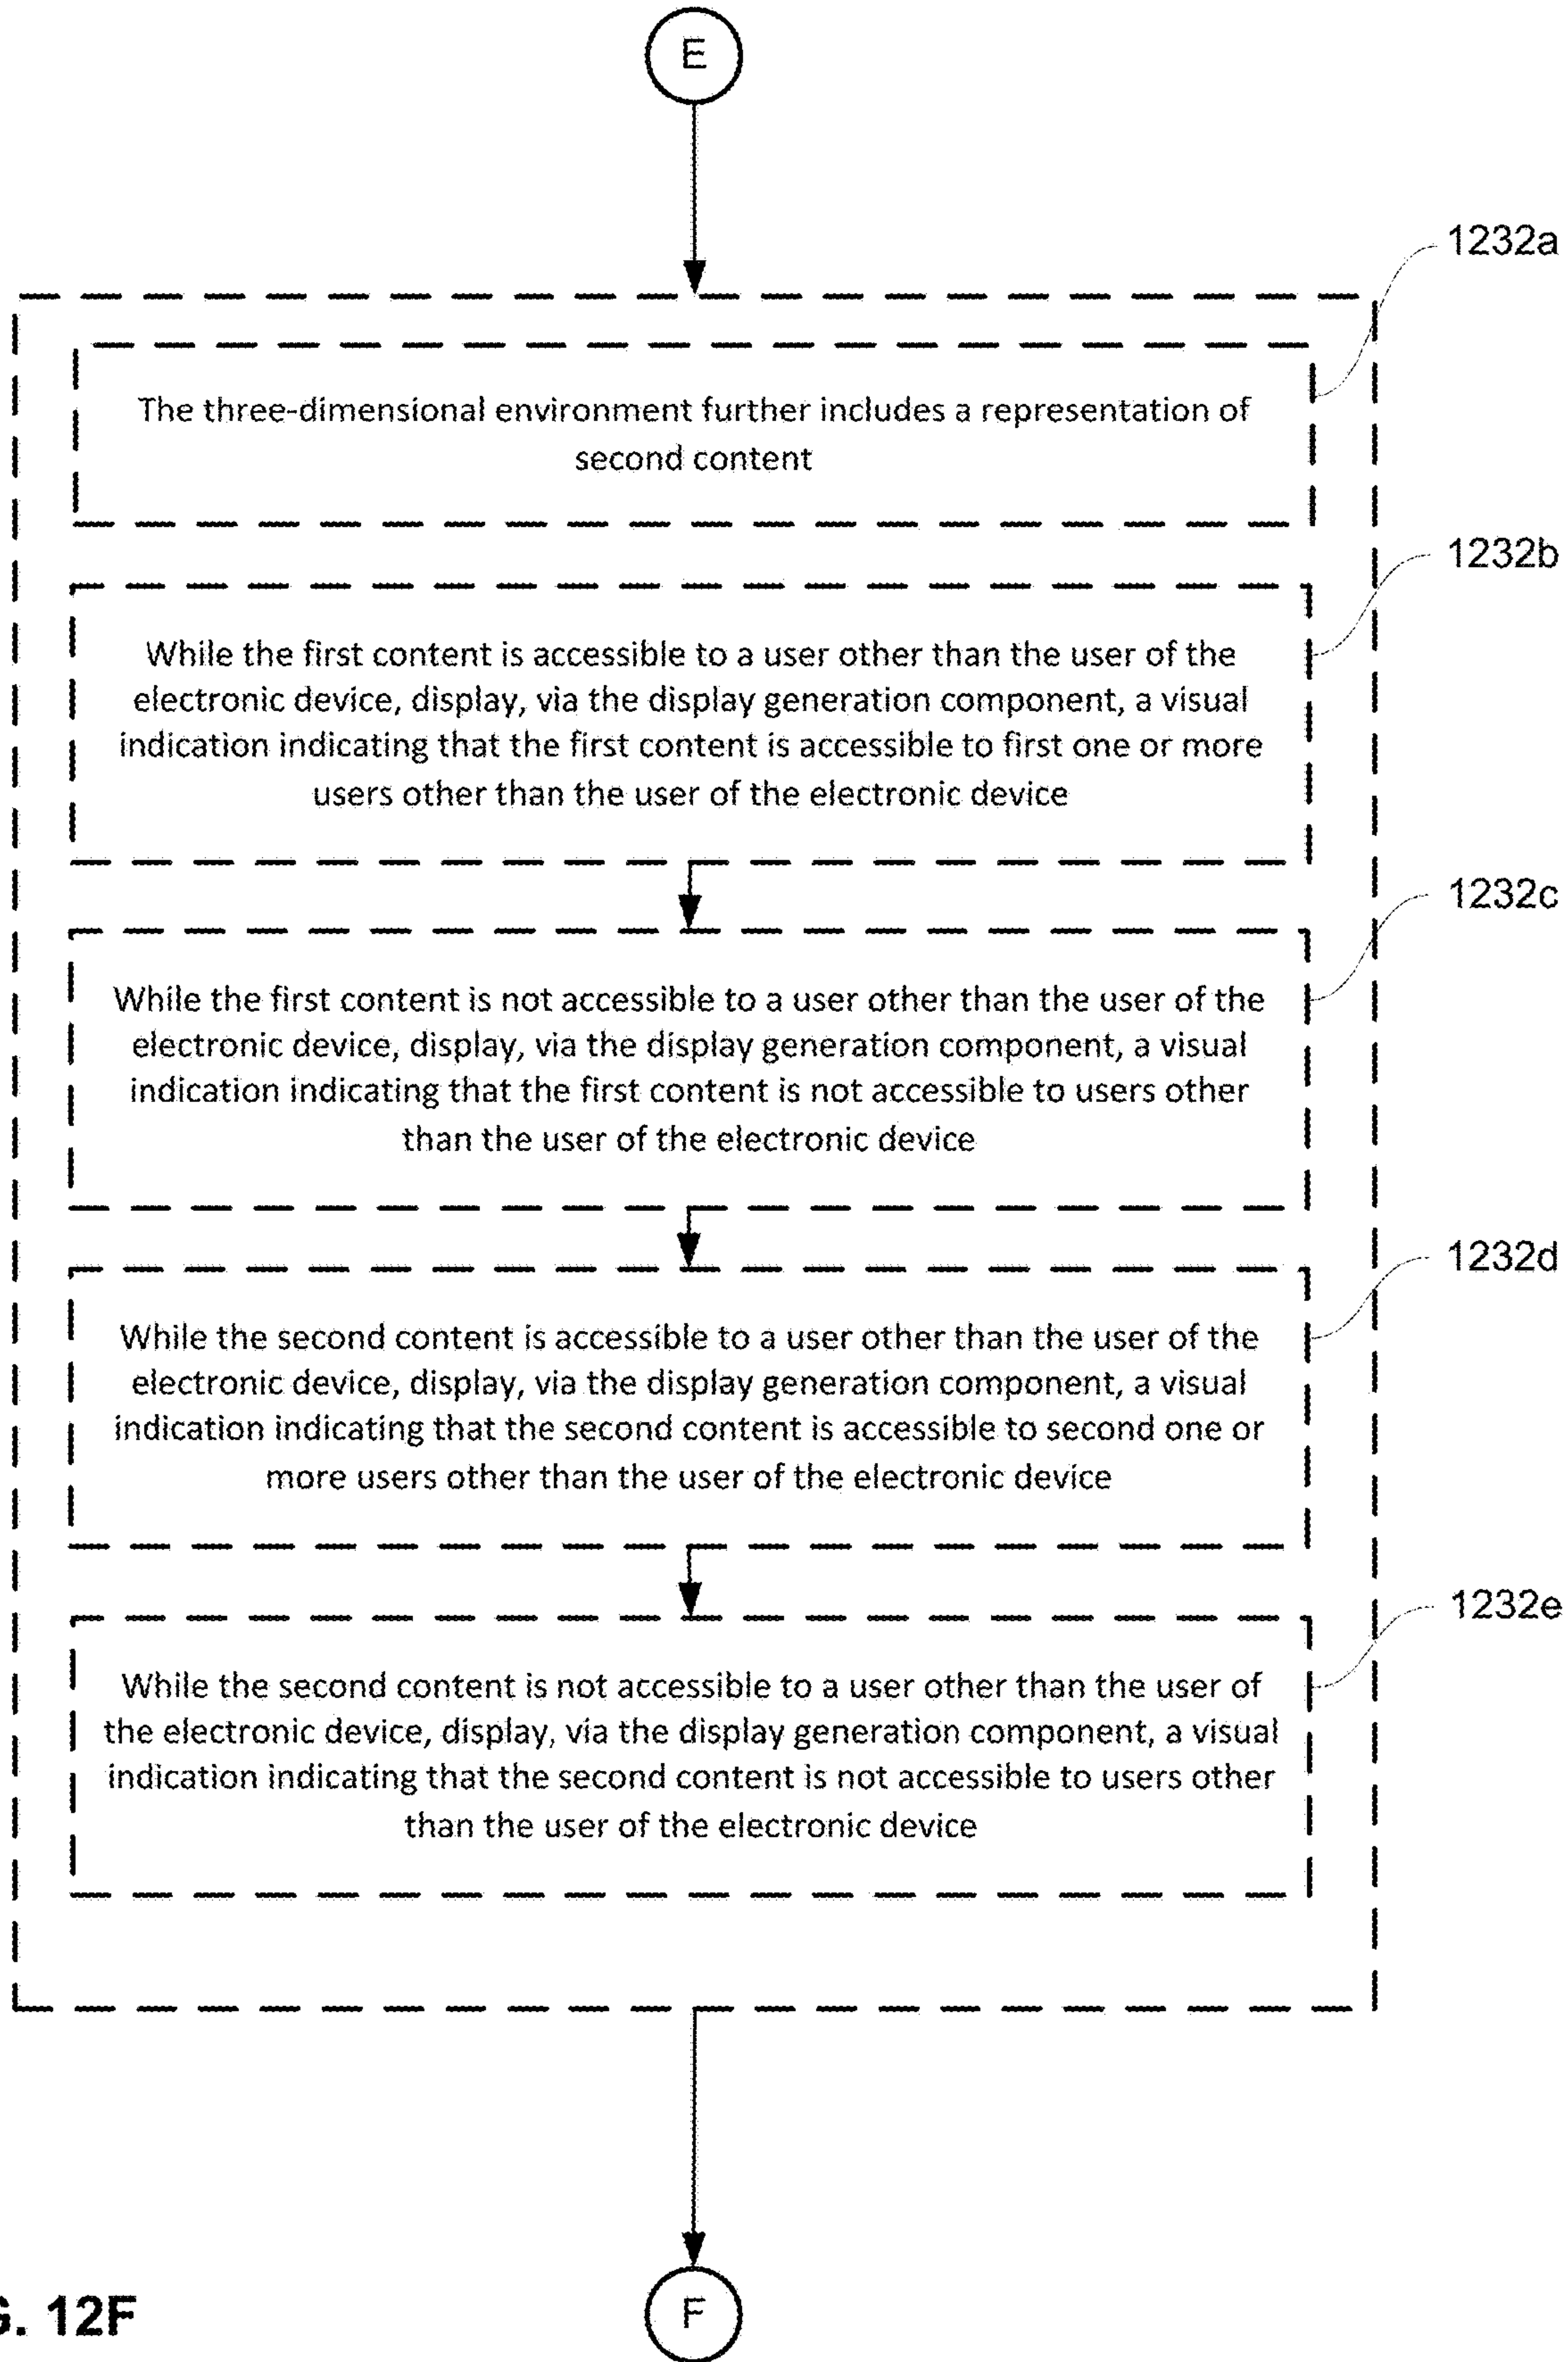 E
1232a
The three-dimensional environment further includes a representation of
second content
1232b
While the first content is accessible to a user other than the user of the
electronic device, display, via the display generation component, a visual
indication indicating that the first content is accessible to first one or more
users other than the user of the electronic device
1232c
While the first content is not accessible to a user other than the user of the
electronic device, display, via the display generation component, a visual
indication indicating that the first content is not accessible to users other
than the user of the electronic device
1232d
While the second content is accessible to a user other than the user of the
electronic device, display, via the display generation component, a visual
indication indicating that the second content is accessible to second one or
more users other than the user of the electronic device
1232e
While the second content is not accessible to a user other than the user of
the electronic device, display, via the display generation component, a visual
indication indicating that the second content is not accessible to users other
than the user of the electronic device
F
G. 12F